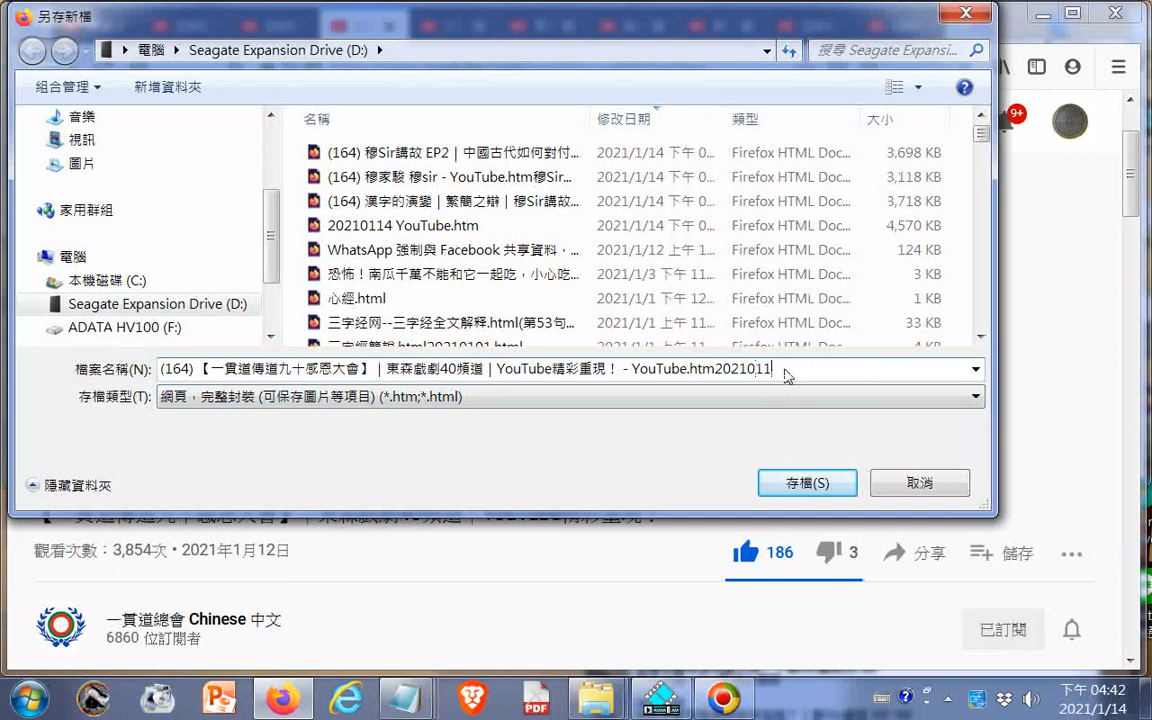 另存新檔
電腦 Seagate Expansion Drive (D:)
搜尋 Seagate Expansi...
組合管理 新增資料夾
音樂
視訊
圖片
家用群組
電腦
本機磁碟 (C:)
Seagate Expansion Drive (D:)
ADATA HV100 (F:)
名稱 修改日期 類型 大小
(164) 穆Sir講故 EP2 | 中國古代如何對付... 2021/1/14 下午 0... Firefox HTML Doc... 3,698 KB
(164) 穆家駿 穆sir - YouTube.htm穆Sir... 2021/1/14 下午 0... Firefox HTML Doc... 3,118 KB
(164) 漢字的演變 | 繁簡之辯 | 穆Sir講故... 2021/1/14 下午 0... Firefox HTML Doc... 3,718 KB
20210114 YouTube.htm 2021/1/14 下午 0... Firefox HTML Doc... 4,570 KB
WhatsApp 強制與 Facebook 共享資料，... 2021/1/12 上午 1... Firefox HTML Doc... 124 KB
恐怖！南瓜千萬不能和它一起吃，小心吃... 2021/1/3 下午 11... Firefox HTML Doc... 3 KB
心經.html 2021/1/1 下午 12... Firefox HTML Doc... 1 KB
三字经网--三字经全文解释.html(第53句... 2021/1/1 上午 11... Firefox HTML Doc... 33 KB
檔案名稱(N): (164) 【一貫道傳道九十感恩大會】 | 東森戲劇40頻道 | YouTube精彩重現！ - YouTube.htm2021011
存檔類型(T): 網頁，完整封裝 (可保存圖片等項目) (*.htm;*.html)
隱藏資料夾 存檔(S) 取消
9+
觀看次數：3,854次 • 2021年1月12日
186 3 分享 儲存
一貫道總會 Chinese 中文
6860 位訂閱者
已訂閱
PDF
下午 04:42
2021/1/14